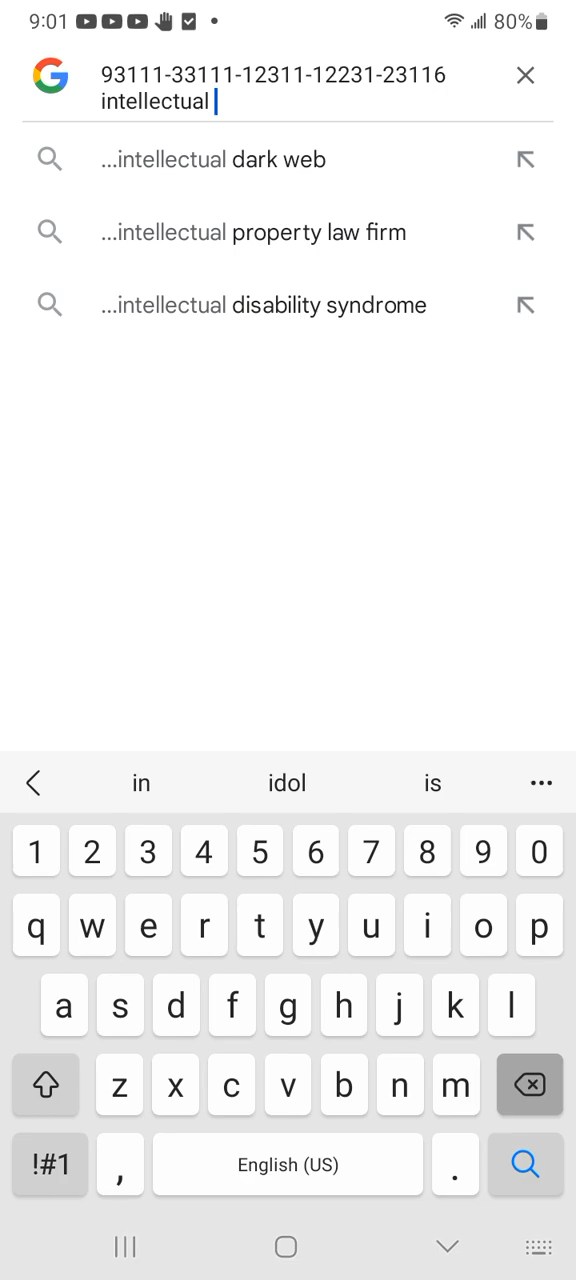 9:01 80%
93111-33111-12311-12231-23116
intellectual
...intellectual dark web
...intellectual property law firm
...intellectual disability syndrome
in idol is ...
1 2 3 4 5 6 7 8 9 0
q w e r t y u i o p
a s d f g h j k l
z x c v b n m
!#1 , English (US) .